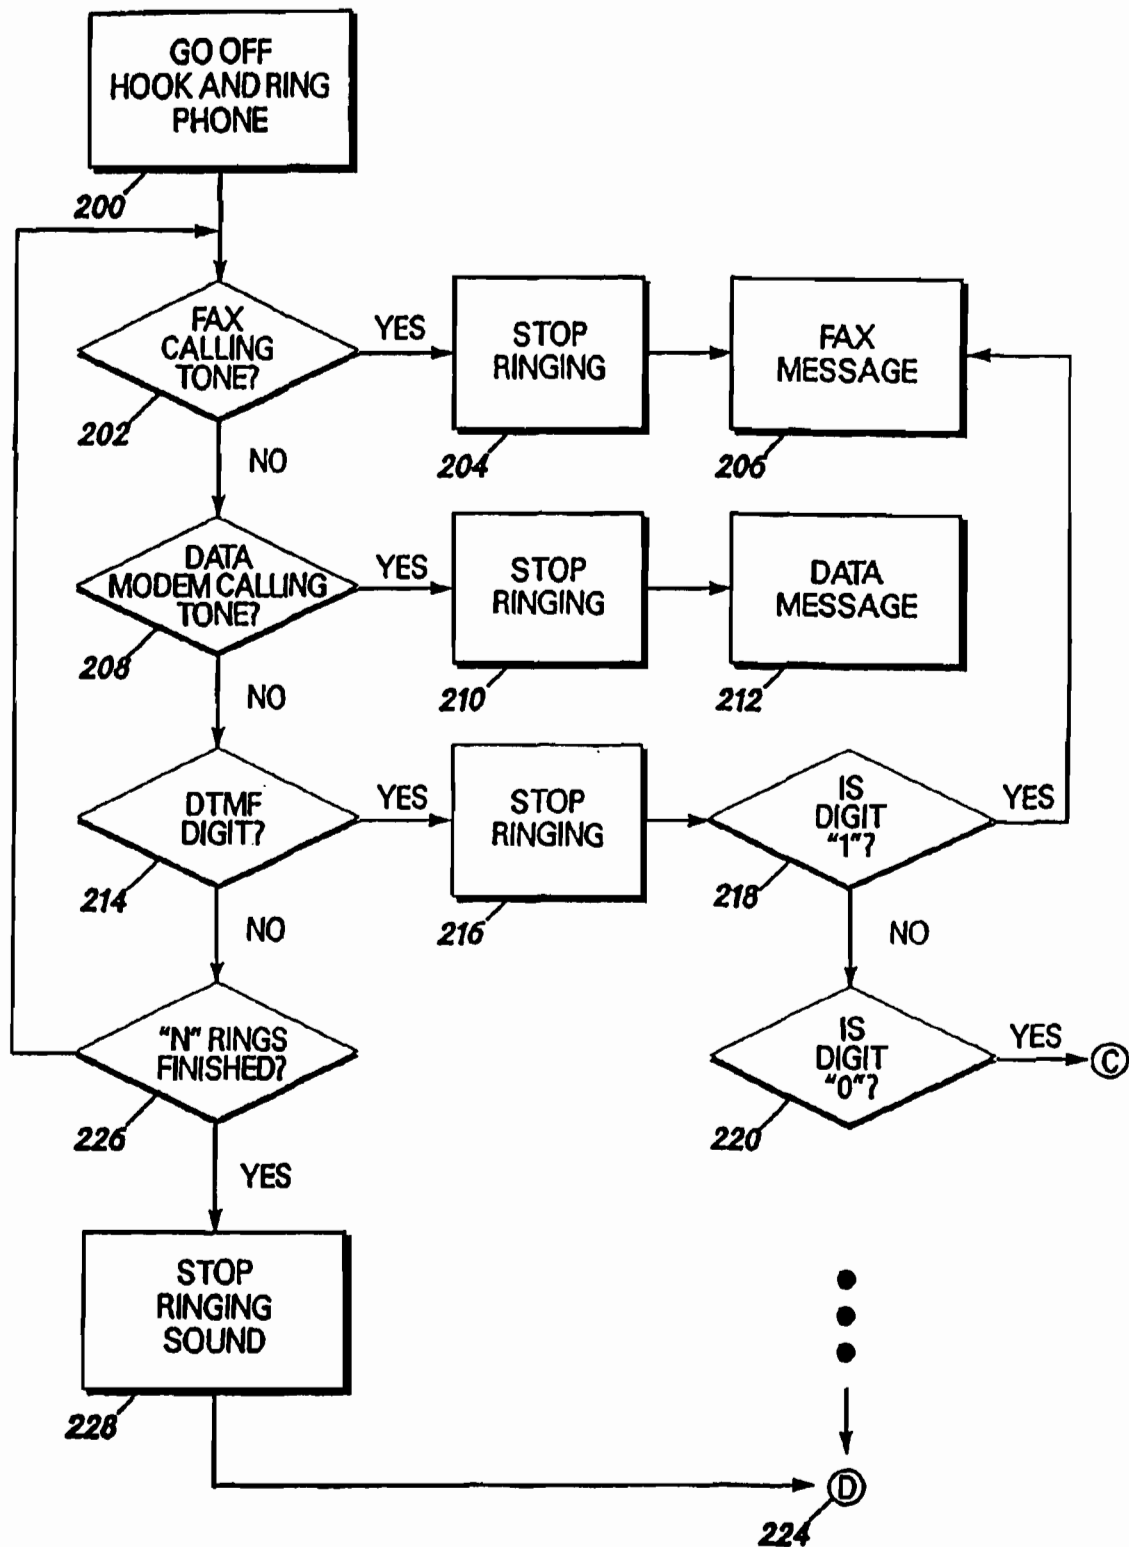 GO OFF
HOOK AND RING
PHONE
200
FAX
CALLING
TONE?
202
YES
STOP
RINGING
204
FAX
MESSAGE
206
NO
DATA
MODEM CALLING
TONE?
208
YES
STOP
RINGING
210
DATA
MESSAGE
212
NO
DTMF
DIGIT?
214
YES
STOP
RINGING
216
IS
DIGIT
"1"?
218
YES
NO
NO
"N" RINGS
FINISHED?
226
IS
DIGIT
"0"?
220
YES
C
YES
STOP
RINGING
SOUND
228
D
224